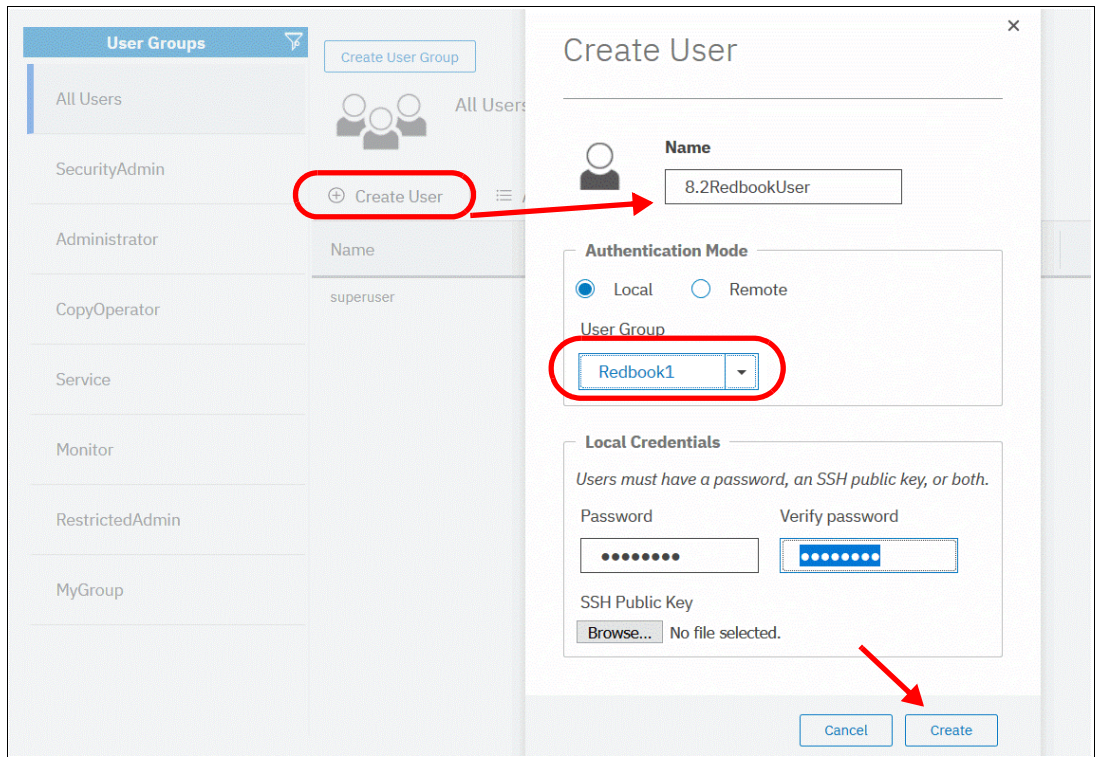 User Groups
All Users
SecurityAdmin
Administrator
CopyOperator
Service
Monitor
RestrictedAdmin
MyGroup
Create User Group
All Users
Create User
Name
superuser
Create User
Name
8.2RedbookUser
Authentication Mode
Local Remote
User Group
Redbook1
Local Credentials
Users must have a password, an SSH public key, or both.
Password Verify password
●●●●●●●● ●●●●●●●●
SSH Public Key
Browse... No file selected.
Cancel Create